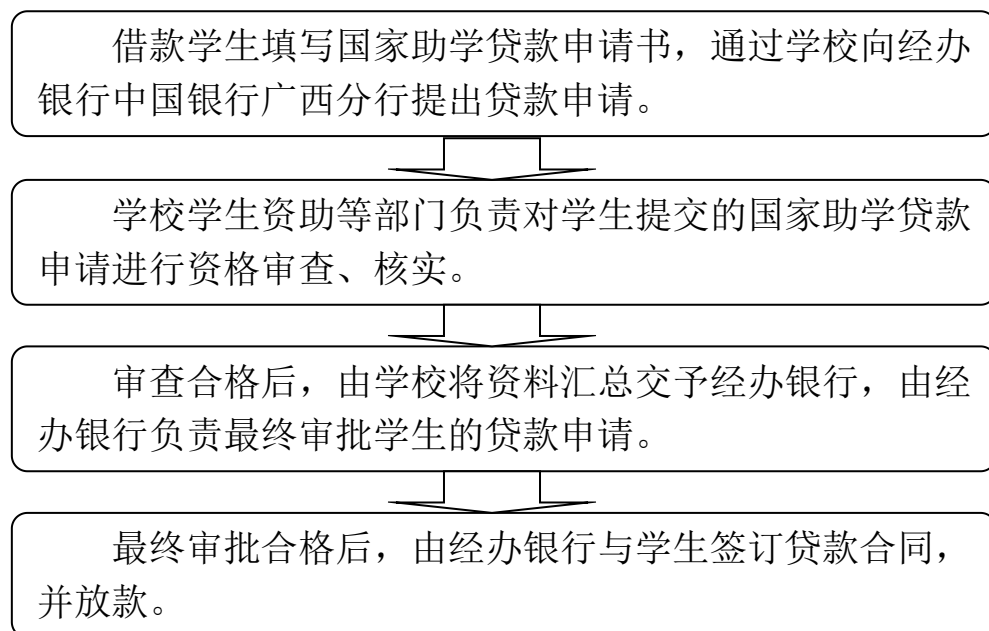 借款学生填写国家助学贷款申请书，通过学校向经办
银行中国银行广西分行提出贷款申请。
学校学生资助等部门负责对学生提交的国家助学贷款
申请进行资格审查、核实。
审查合格后，由学校将资料汇总交予经办银行，由经
办银行负责最终审批学生的贷款申请。
最终审批合格后，由经办银行与学生签订贷款合同，
并放款。